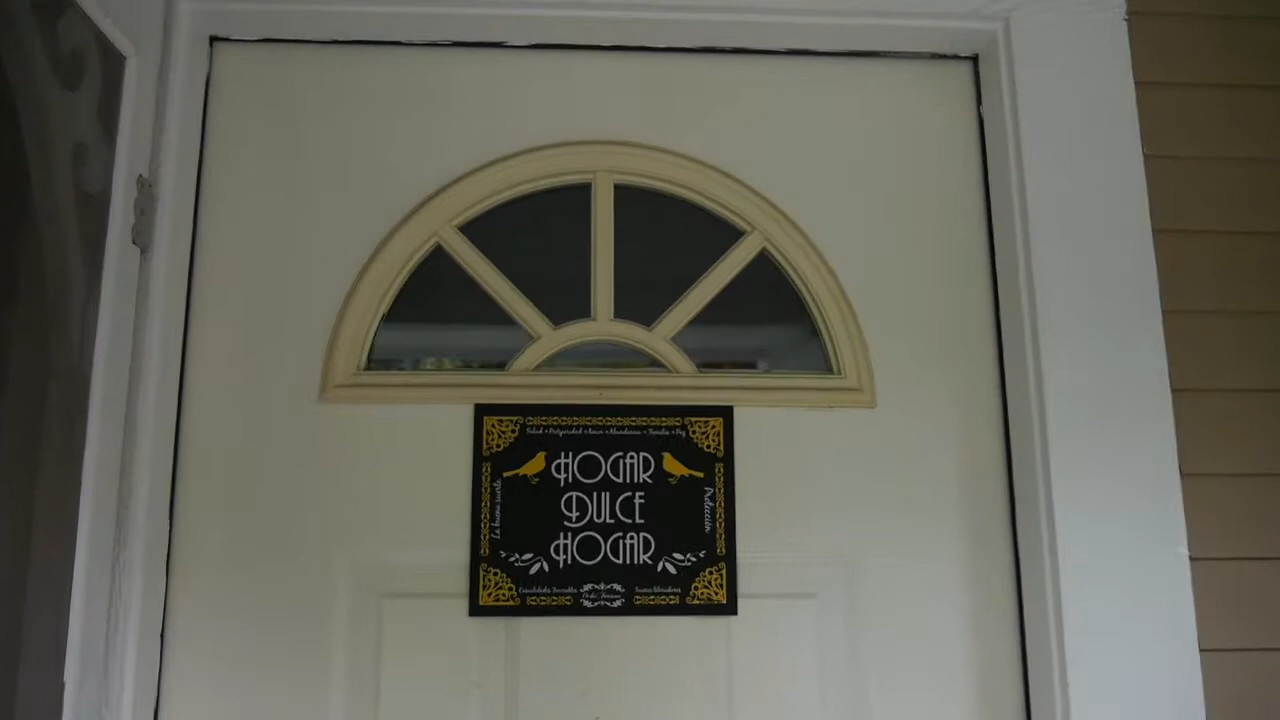 Salud • Prosperidad • Amor • Abundancia • Familia • Paz
HOGAR
DULCE
HOGAR
La buena suerte
Protección